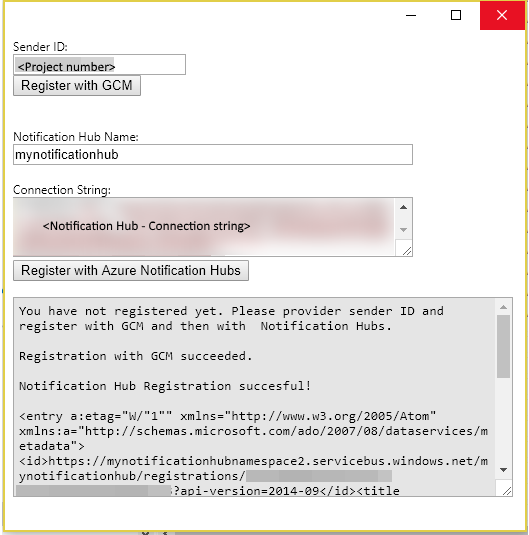 Sender ID:
<Project number>
Register with GCM
Notification Hub Name:
mynotificationhub
Connection String:
<Notification Hub - Connection string>
Register with Azure Notification Hubs
You have not registered yet. Please provider sender ID and
register with GCM and then with  Notification Hubs.
Registration with GCM succeeded.
Notification Hub Registration succesful!
<entry a:etag="W/"1"" xmlns="http://www.w3.org/2005/Atom"
xmlns:a="http://schemas.microsoft.com/ado/2007/08/dataservices/m
etadata">
<id>https://mynotificationhubnamespace2.servicebus.windows.net/m
ynotificationhub/registrations/
?api-version=2014-09</id><title